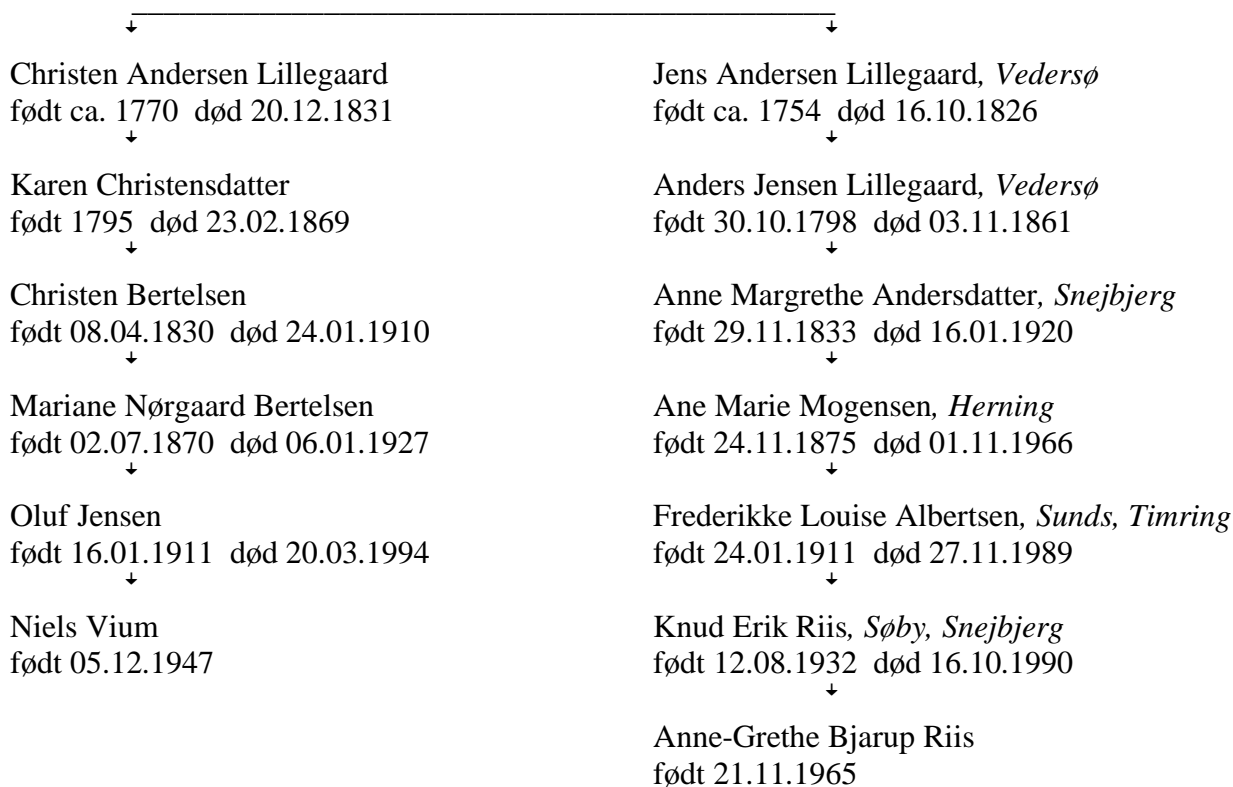 Christen Andersen Lillegaard
født ca. 1770 død 20.12.1831
Karen Christensdatter
født 1795 død 23.02.1869
Christen Bertelsen
født 08.04.1830 død 24.01.1910
Mariane Nørgaard Bertelsen
født 02.07.1870 død 06.01.1927
Oluf Jensen
født 16.01.1911 død 20.03.1994
Niels Vium
født 05.12.1947
Jens Andersen Lillegaard, Vedersø
født ca. 1754 død 16.10.1826
Anders Jensen Lillegaard, Vedersø
født 30.10.1798 død 03.11.1861
Anne Margrethe Andersdatter, Snejbjerg
født 29.11.1833 død 16.01.1920
Ane Marie Mogensen, Herning
født 24.11.1875 død 01.11.1966
Frederikke Louise Albertsen, Sunds, Timring
født 24.01.1911 død 27.11.1989
Knud Erik Riis, Søby, Snejbjerg
født 12.08.1932 død 16.10.1990
Anne-Grethe Bjarup Riis
født 21.11.1965